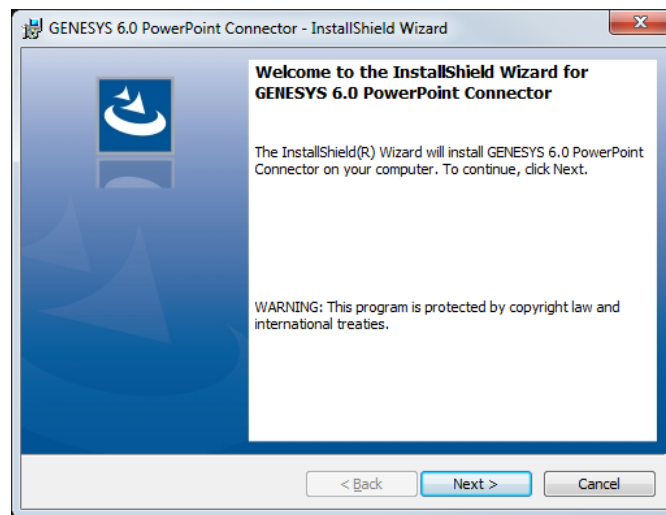 GENESYS 6.0 PowerPoint Connector - InstallShield Wizard
Welcome to the InstallShield Wizard for
GENESYS 6.0 PowerPoint Connector
The InstallShield(R) Wizard will install GENESYS 6.0 PowerPoint
Connector on your computer. To continue, click Next.
WARNING: This program is protected by copyright law and
international treaties.
< Back
Next >
Cancel